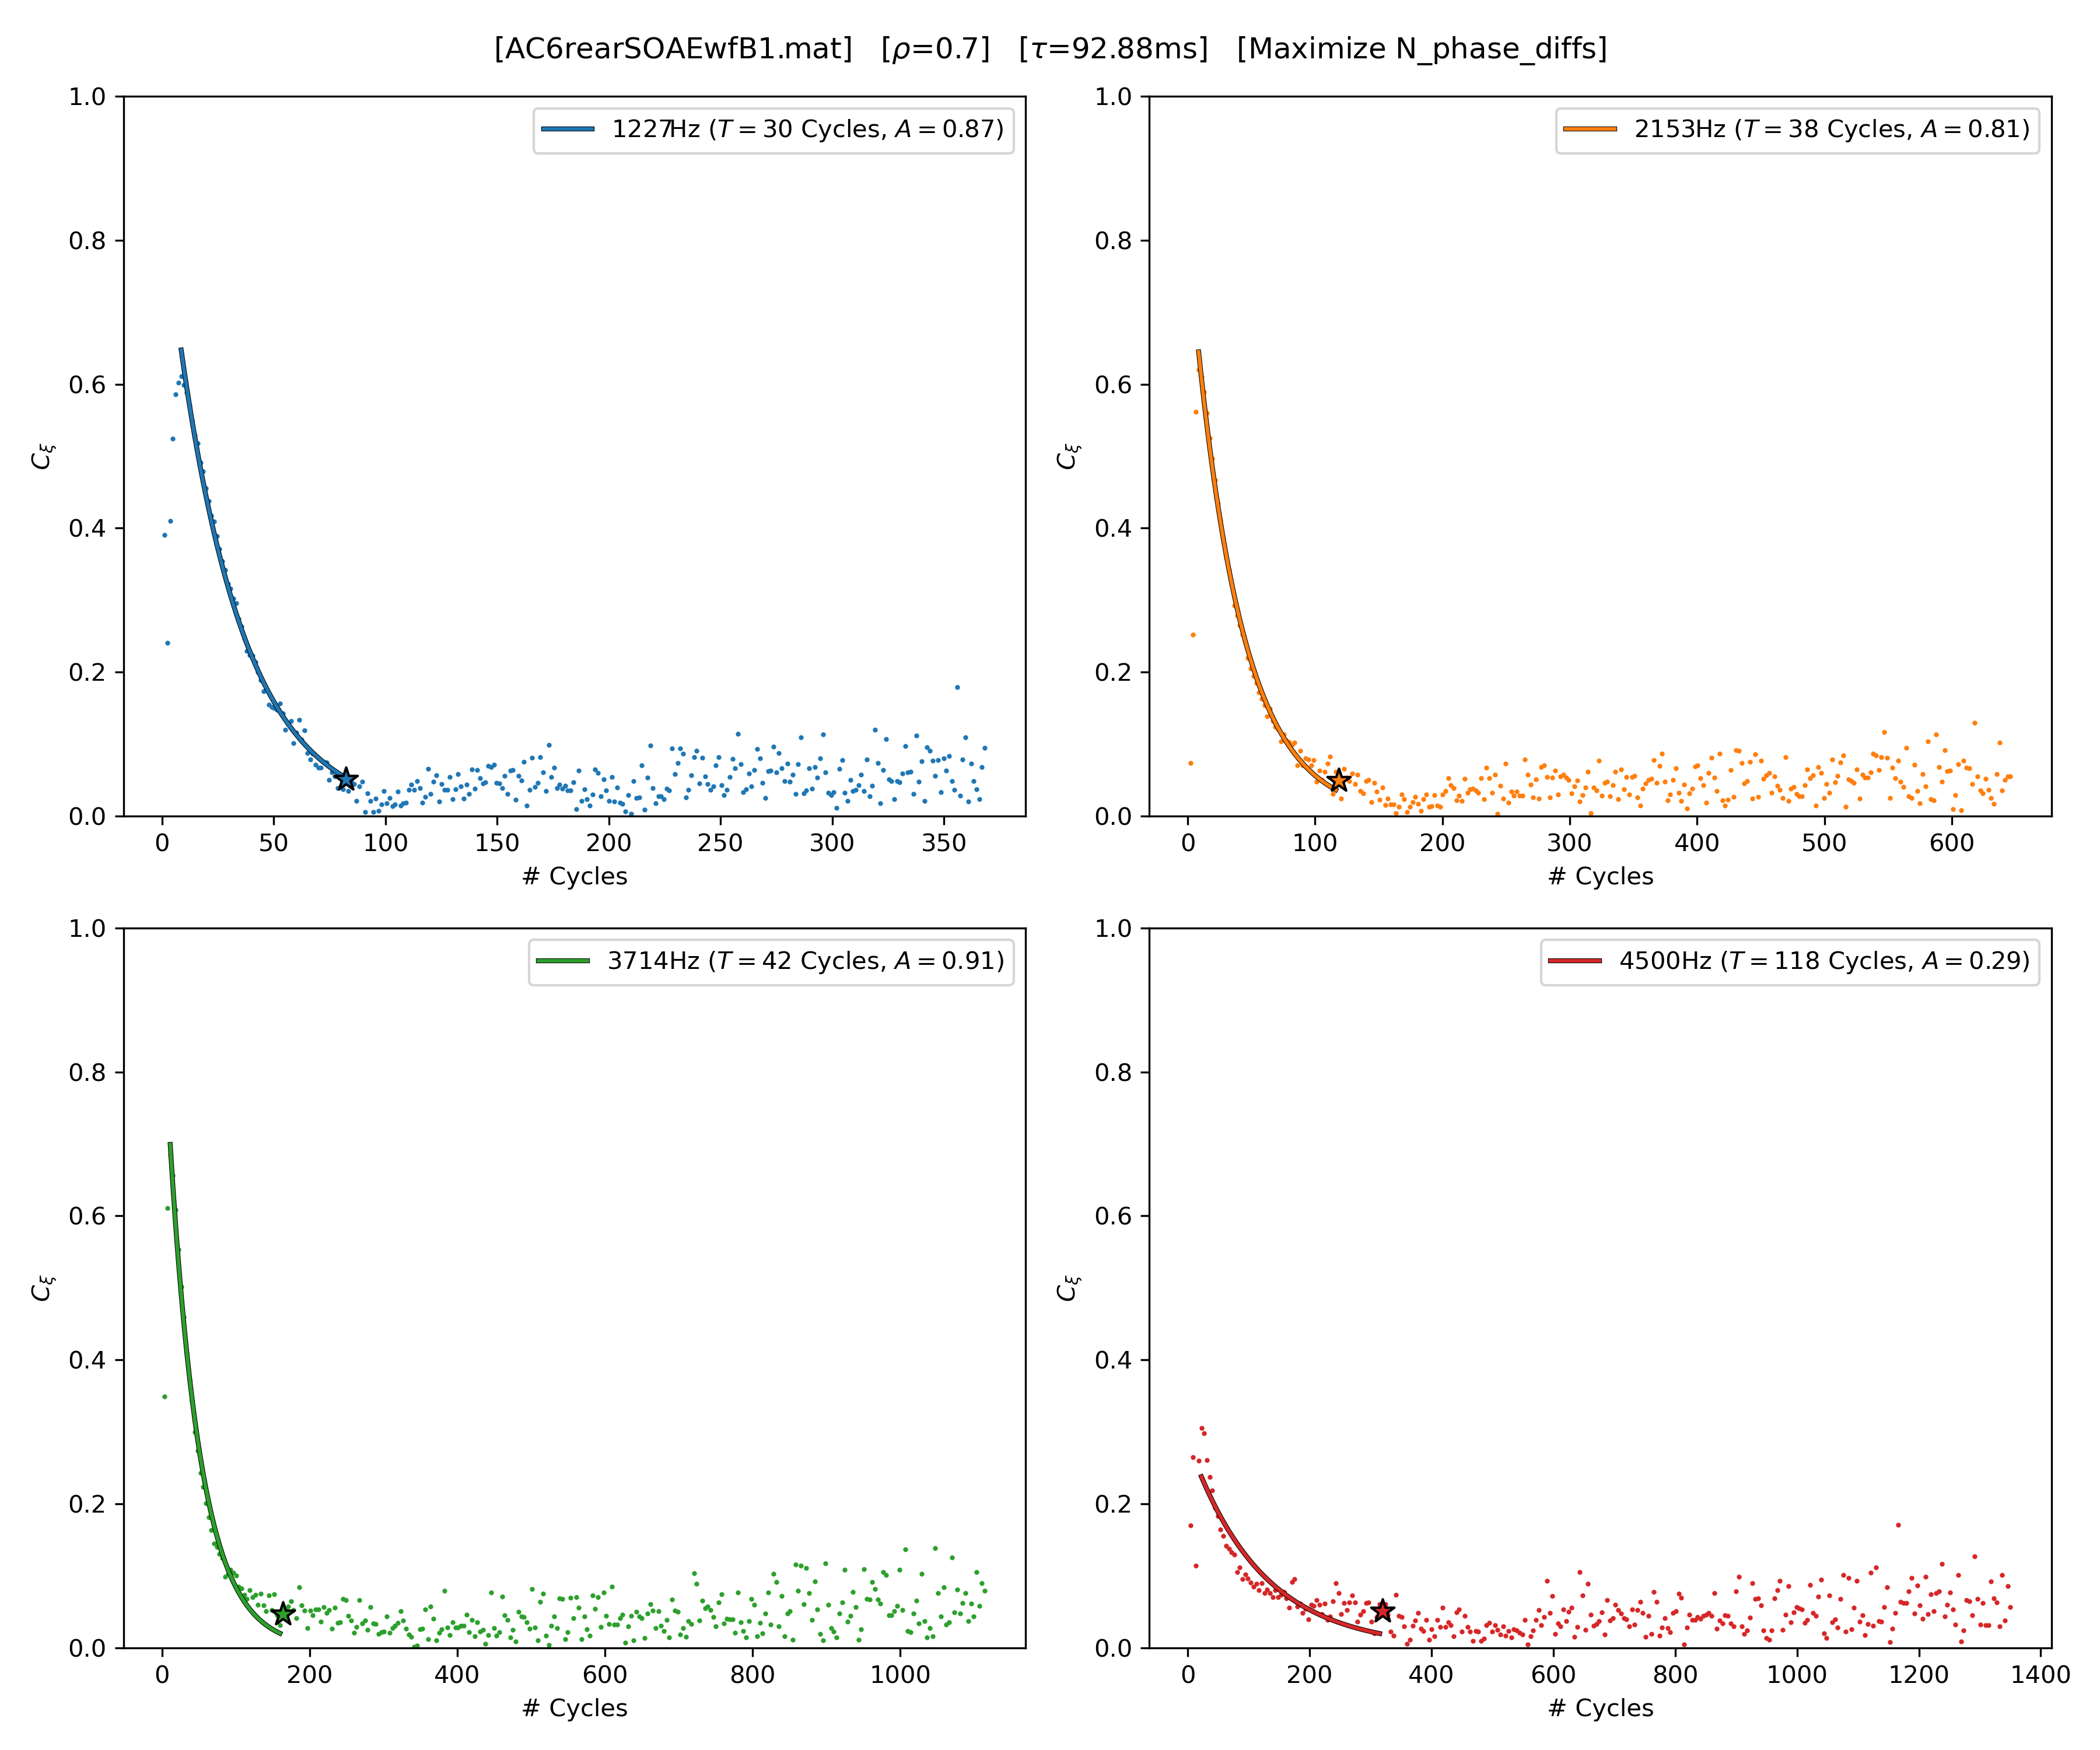 [AC6rearSOAEwfB1.mat]   [ρ=0.7]   [τ=92.88ms]   [Maximize N_phase_diffs]
1.0
0.8
0.6
0.4
0.2
0.0
Cξ
1227Hz (T = 30 Cycles, A = 0.87)
0 50 100 150 200 250 300 350
# Cycles
1.0
0.8
0.6
0.4
0.2
0.0
Cξ
2153Hz (T = 38 Cycles, A = 0.81)
0 100 200 300 400 500 600
# Cycles
1.0
0.8
0.6
0.4
0.2
0.0
Cξ
3714Hz (T = 42 Cycles, A = 0.91)
0 200 400 600 800 1000
# Cycles
1.0
0.8
0.6
0.4
0.2
0.0
Cξ
4500Hz (T = 118 Cycles, A = 0.29)
0 200 400 600 800 1000 1200 1400
# Cycles